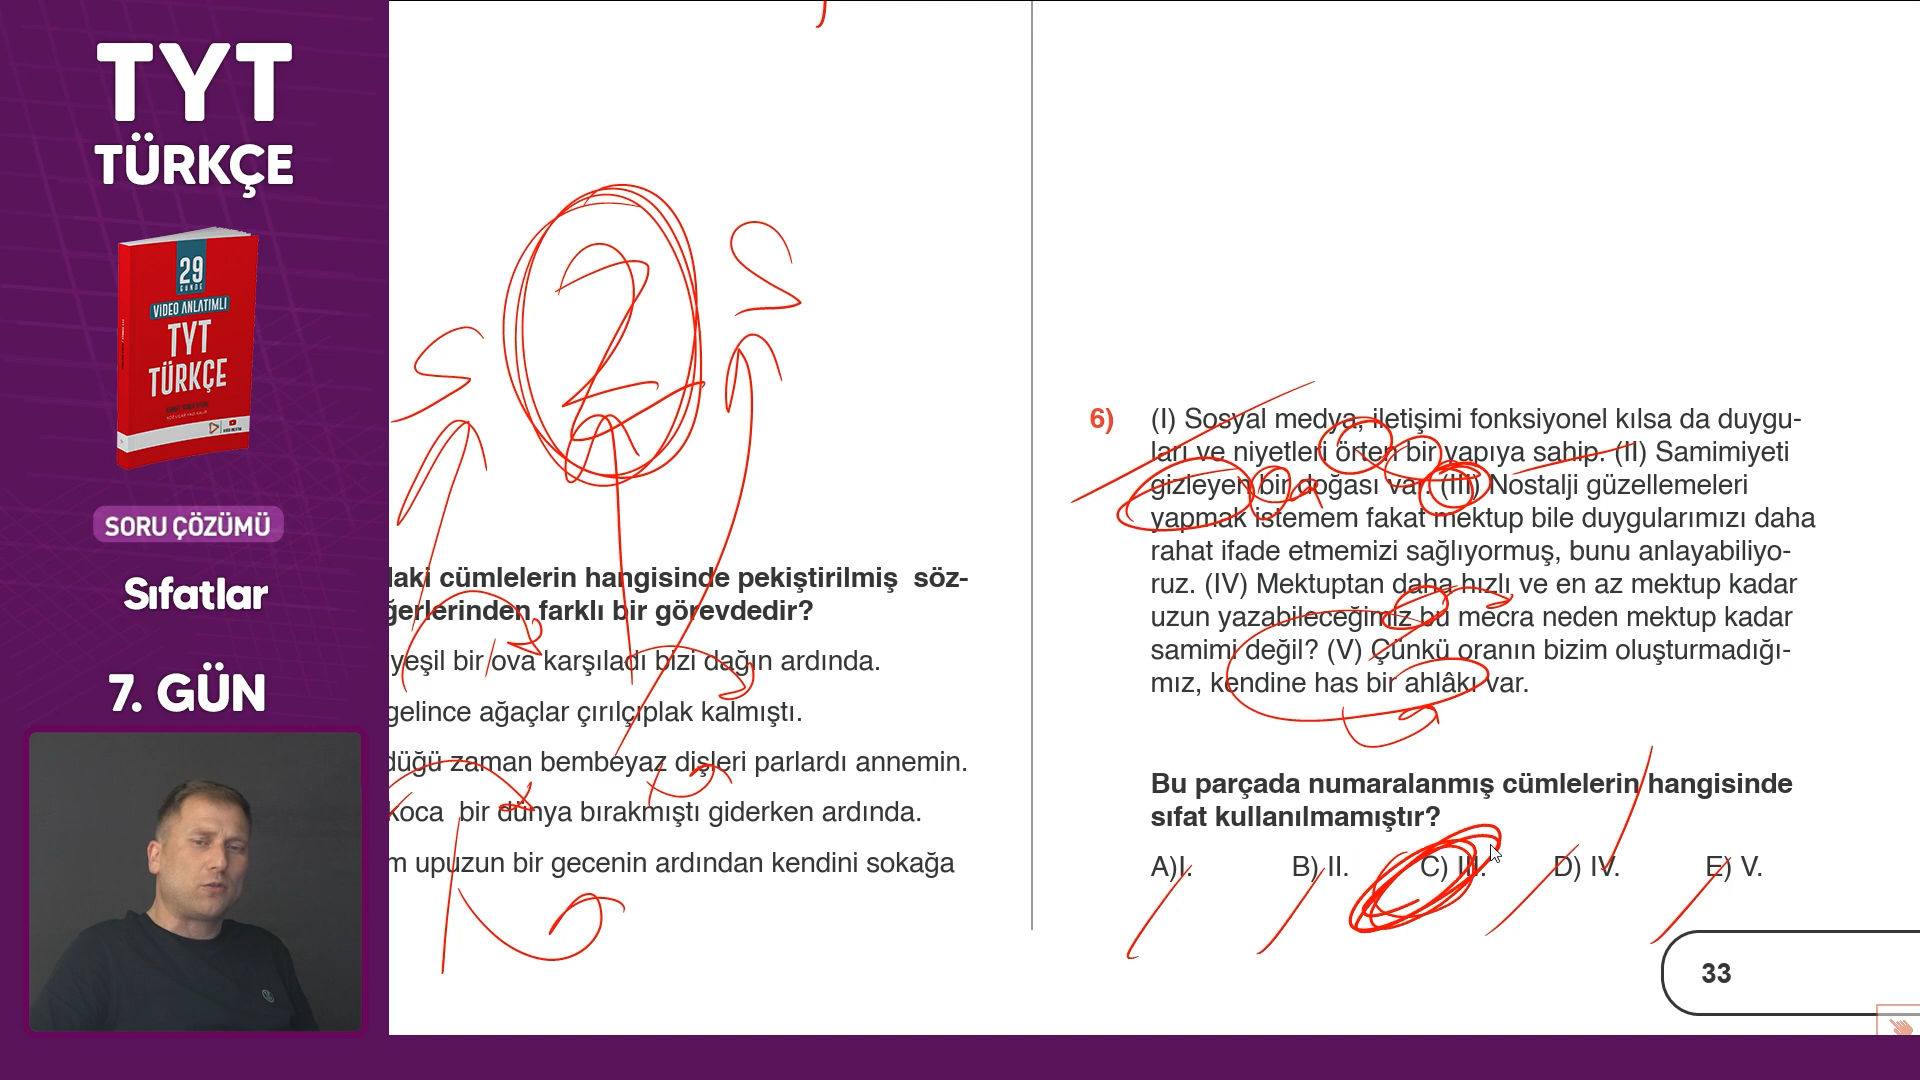 TYT
TÜRKÇE
29
GÜNDE
VİDEO ANLATIMLI
TYT
TÜRKÇE
SORU ÇÖZÜMÜ
Sıfatlar
7. GÜN
2
laki cümlelerin hangisinde pekiştirilmiş söz-
ğerlerinden farklı bir görevdedir?
yeşil bir ova karşıladı bizi dağın ardında.
gelince ağaçlar çırılçıplak kalmıştı.
düğü zaman bembeyaz dişleri parlardı annemin.
koca bir dünya bırakmıştı giderken ardında.
m upuzun bir gecenin ardından kendini sokağa
6) (I) Sosyal medya, iletişimi fonksiyonel kılsa da duygu-
ları ve niyetleri örten bir yapıya sahip. (II) Samimiyeti
gizleyen bir doğası var. (III) Nostalji güzellemeleri
yapmak istemem fakat mektup bile duygularımızı daha
rahat ifade etmemizi sağlıyormuş, bunu anlayabiliyo-
ruz. (IV) Mektuptan daha hızlı ve en az mektup kadar
uzun yazabileceğimiz bu mecra neden mektup kadar
samimi değil? (V) Çünkü oranın bizim oluşturmadığı-
mız, kendine has bir ahlâkı var.
Bu parçada numaralanmış cümlelerin hangisinde
sıfat kullanılmamıştır?
A)I. B) II. C) III. D) IV. E) V.
33